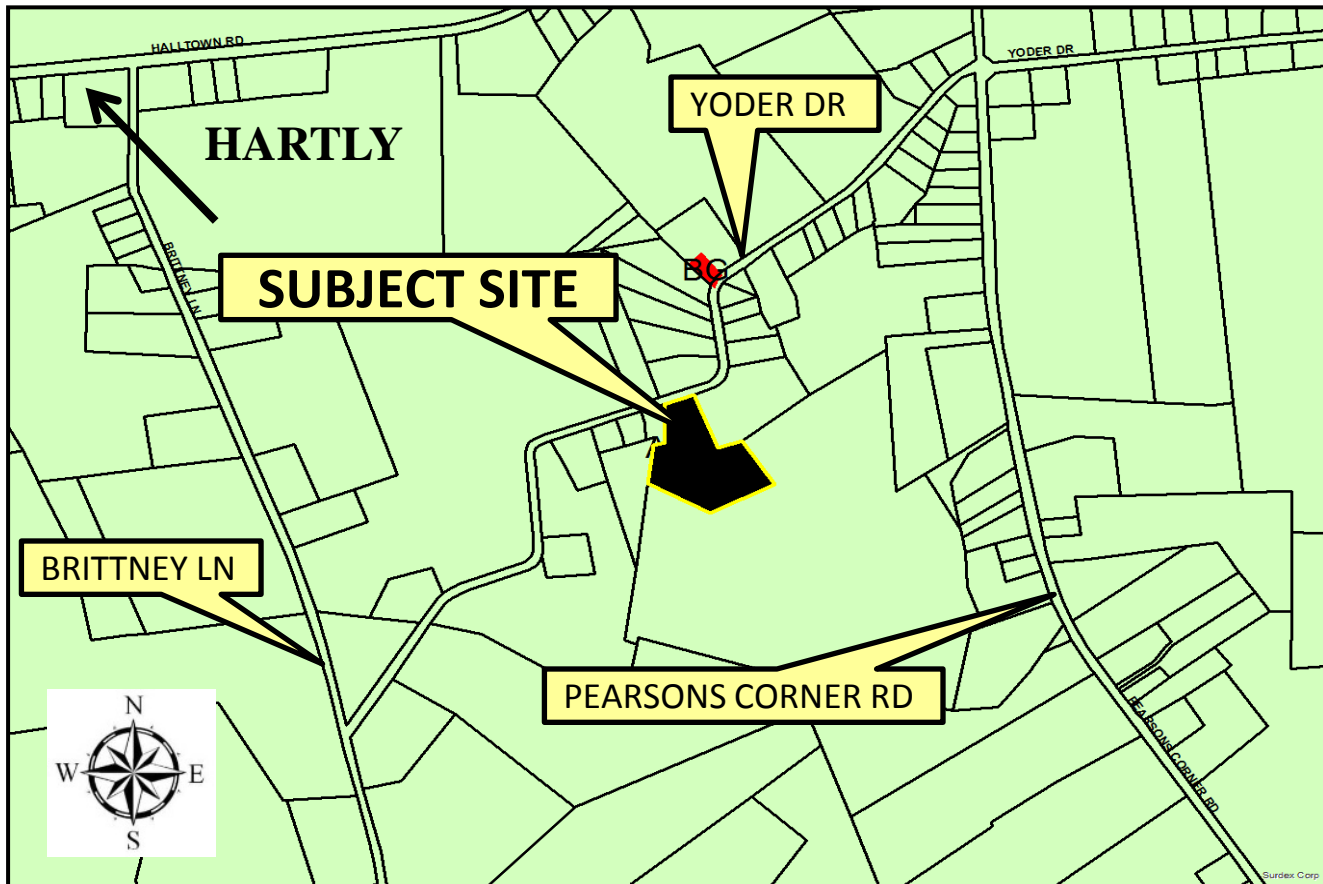 HALLTOWN RD
YODER DR
YODER DR
HARTLY
BRITTNEY LN
BG
SUBJECT SITE
BRITTNEY LN
PEARSONS CORNER RD
PEARSONS CORNER RD
N
W
E
S
Surdex Corp